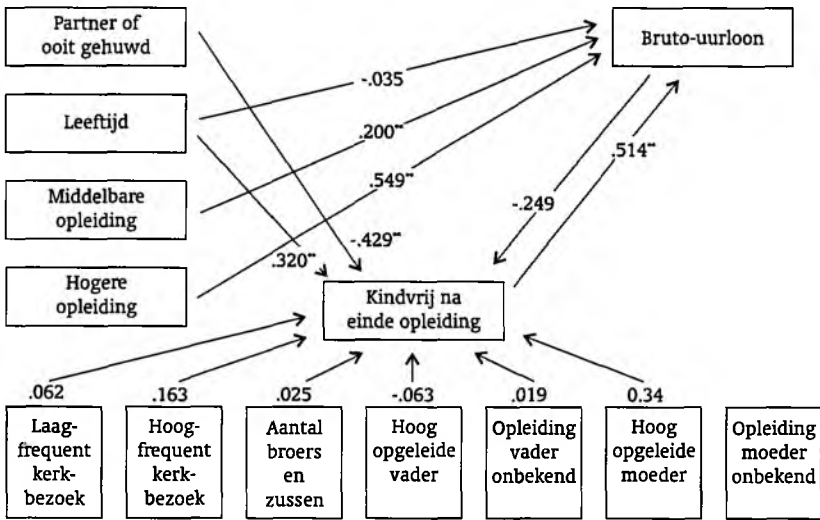 Partner of
ooit gehuwd
Bruto-uurloon
-.035
Leeftijd
.200**
.514**
.549**
Middelbare
opleiding
-.249
-.429**
.320**
Hogere
opleiding
Kindvrij na
einde opleiding
.062
.163
.025
-.063
.019
0.34
Laag-
frequent
kerk-
bezoek
Hoog-
frequent
kerk-
bezoek
Aantal
broers
en
zussen
Hoog
opgeleide
vader
Opleiding
vader
onbekend
Hoog
opgeleide
moeder
Opleiding
moeder
onbekend